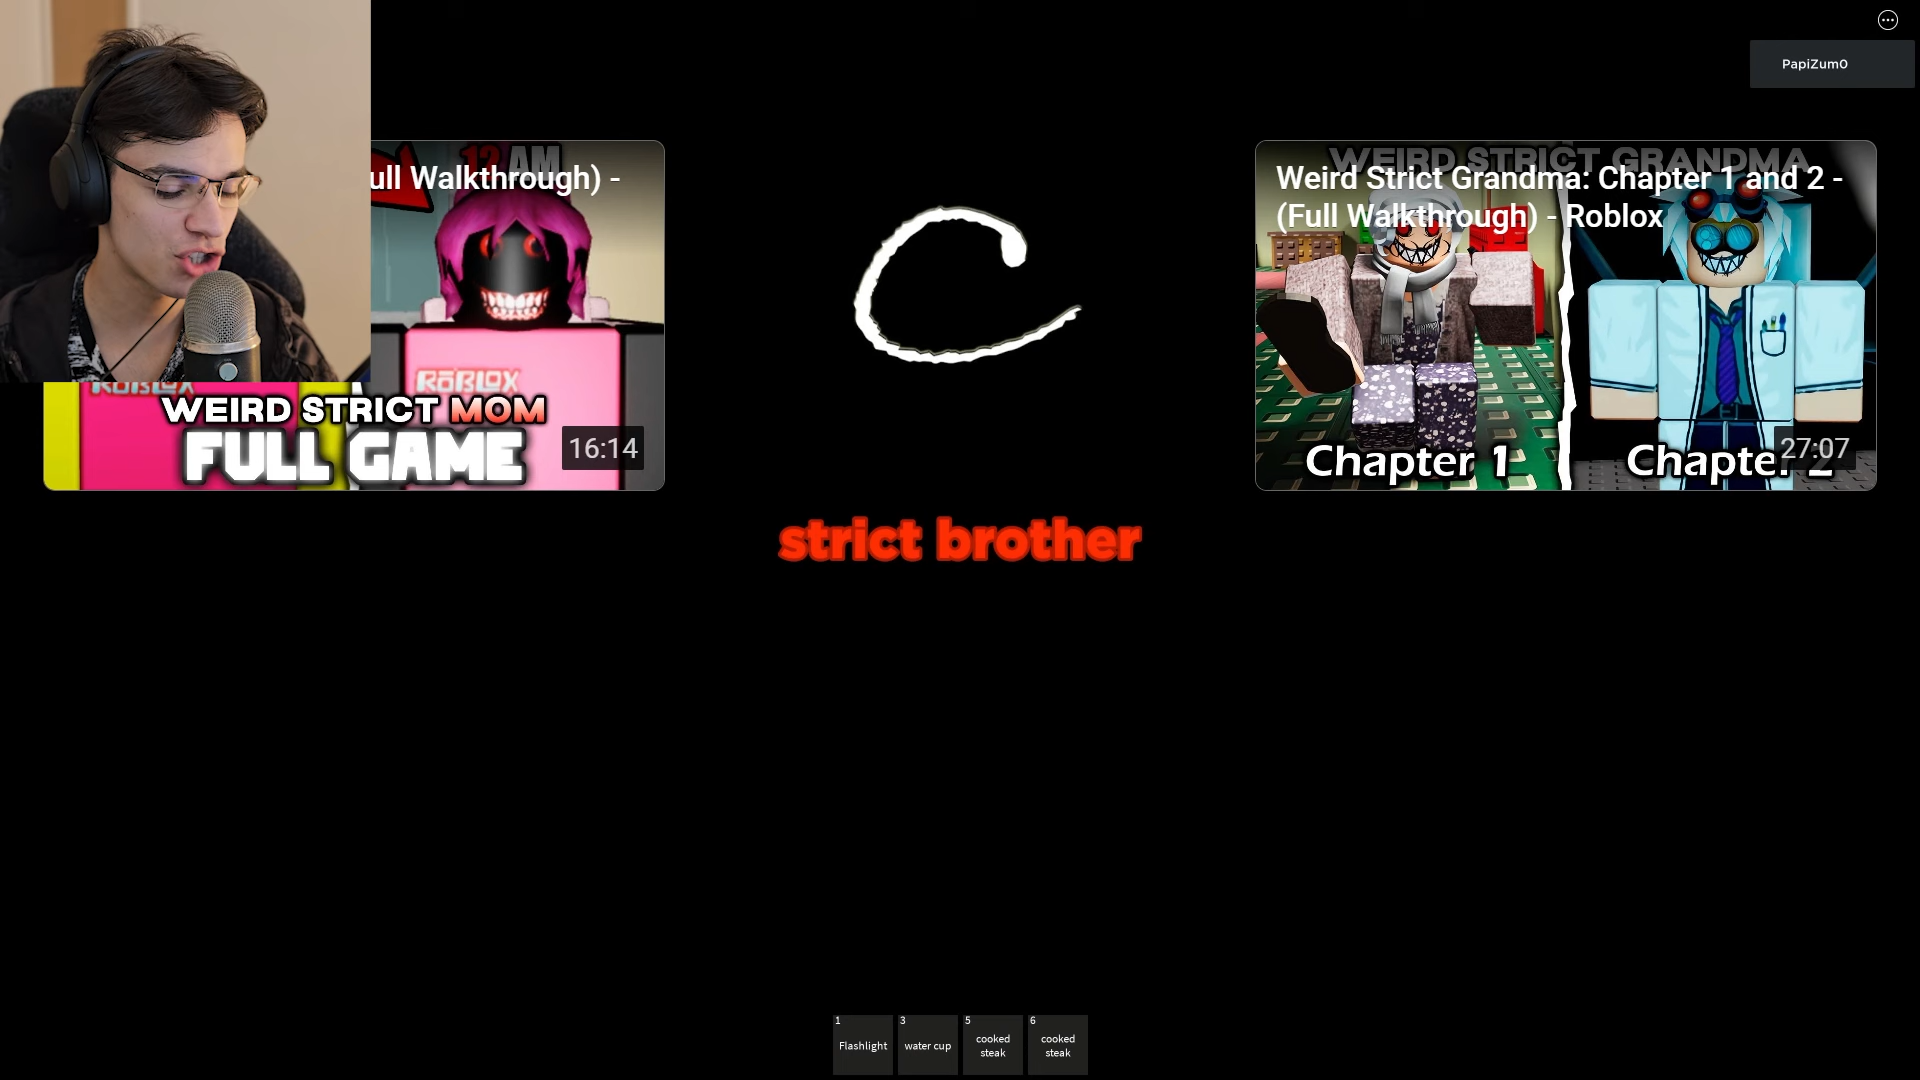 PapiZum0
12 AM
ull Walkthrough) -
ROBLOX
ROBLOX
WEIRD STRICT MOM
FULL GAME
16:14
C
WEIRD STRICT GRANDMA
Weird Strict Grandma: Chapter 1 and 2 -
(Full Walkthrough) - Roblox
Chapter 1
Chapter 2
27:07
strict brother
1
Flashlight
3
water cup
5
cooked
steak
6
cooked
steak